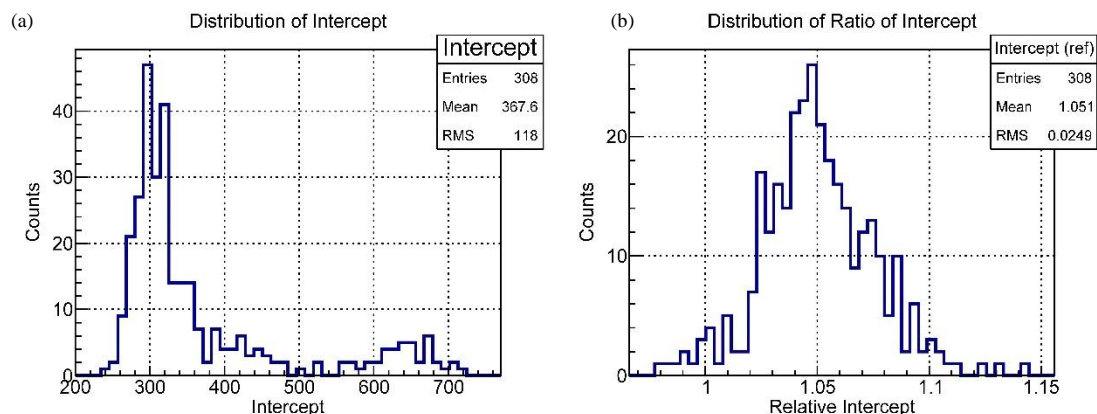 (a)
Distribution of Intercept
Intercept
Entries 308
Mean 367.6
RMS 118
Counts
40
30
20
10
0
200 300 400 500 600 700
Intercept
(b)
Distribution of Ratio of Intercept
Intercept (ref)
Entries 308
Mean 1.051
RMS 0.0249
Counts
20
10
0
1 1.05 1.1 1.15
Relative Intercept